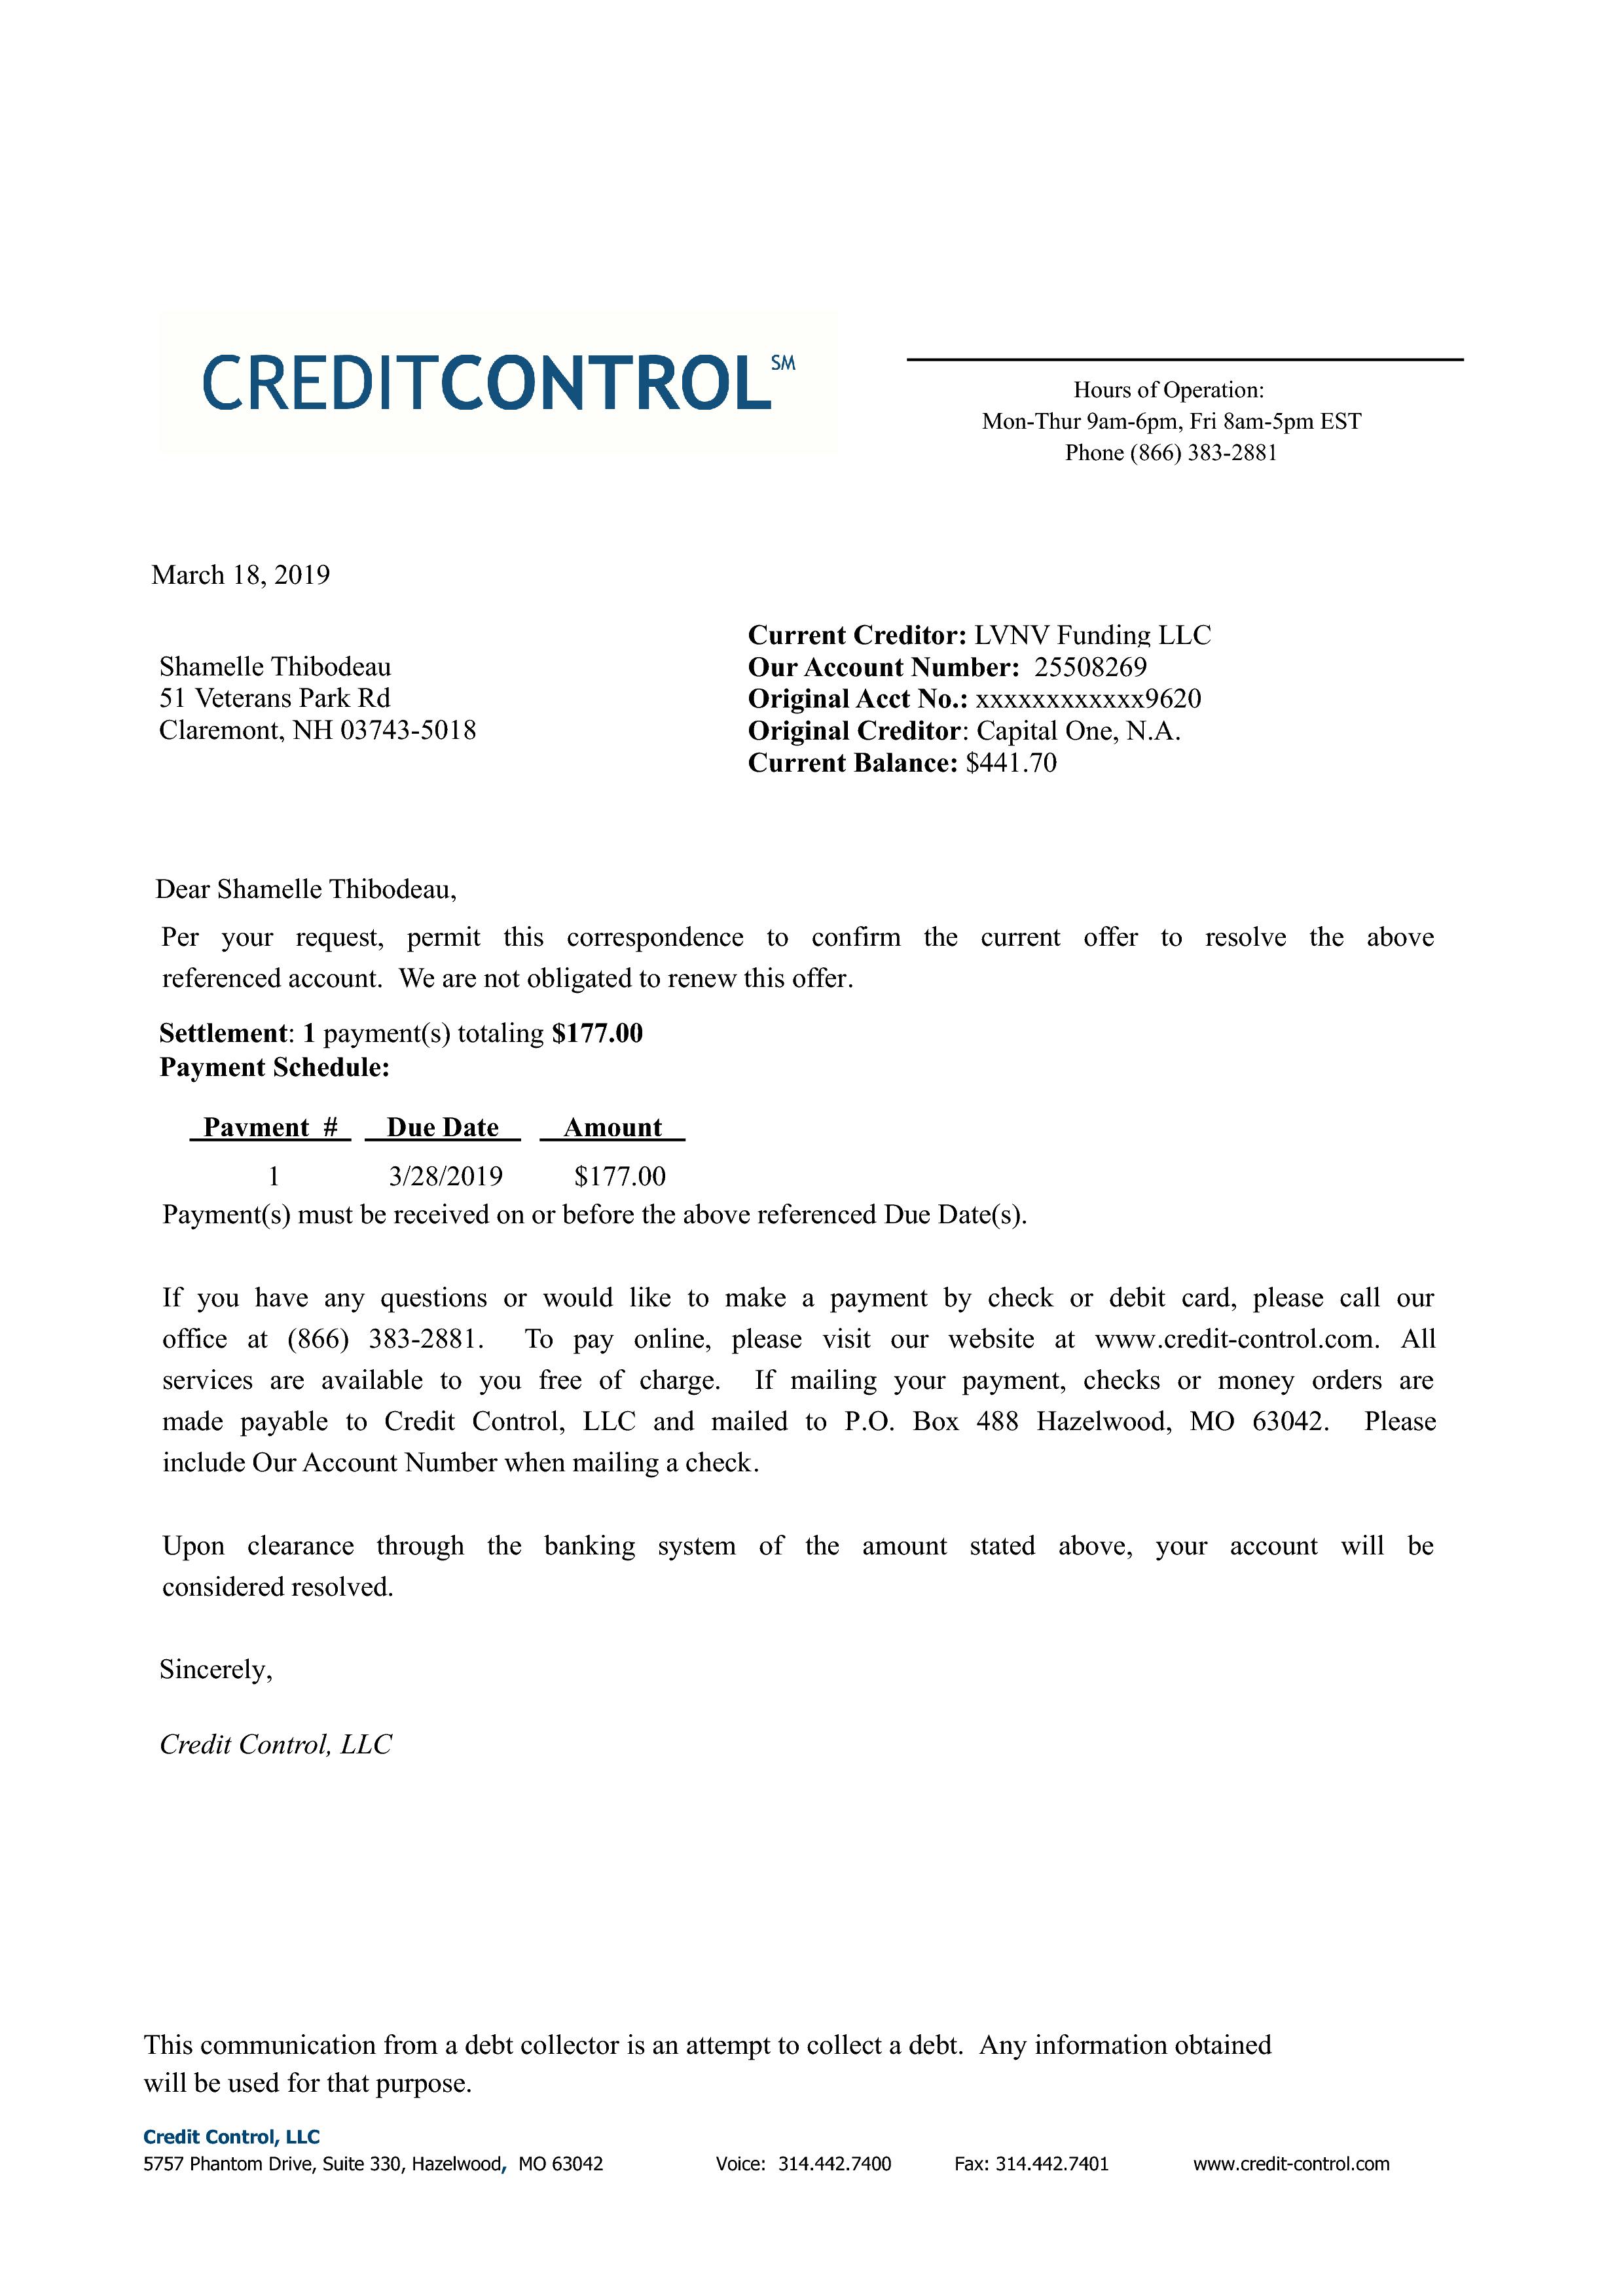 CREDITCONTROL SM
Hours of Operation:
Mon-Thur 9am-6pm, Fri 8am-5pm EST
Phone (866) 383-2881
March 18, 2019
Shamelle Thibodeau
51 Veterans Park Rd
Claremont, NH 03743-5018
Current Creditor: LVNV Funding LLC
Our Account Number: 25508269
Original Acct No.: xxxxxxxxxxxx9620
Original Creditor: Capital One, N.A.
Current Balance: $441.70
Dear Shamelle Thibodeau,
Per your request, permit this correspondence to confirm the current offer to resolve the above
referenced account. We are not obligated to renew this offer.
Settlement: 1 payment(s) totaling $177.00
Payment Schedule:
Payment # Due Date Amount
1 3/28/2019 $177.00
Payment(s) must be received on or before the above referenced Due Date(s).
If you have any questions or would like to make a payment by check or debit card, please call our
office at (866) 383-2881. To pay online, please visit our website at www.credit-control.com. All
services are available to you free of charge. If mailing your payment, checks or money orders are
made payable to Credit Control, LLC and mailed to P.O. Box 488 Hazelwood, MO 63042. Please
include Our Account Number when mailing a check.
Upon clearance through the banking system of the amount stated above, your account will be
considered resolved.
Sincerely,
Credit Control, LLC
This communication from a debt collector is an attempt to collect a debt. Any information obtained
will be used for that purpose.
Credit Control, LLC
5757 Phantom Drive, Suite 330, Hazelwood, MO 63042 Voice: 314.442.7400 Fax: 314.442.7401 www.credit-control.com